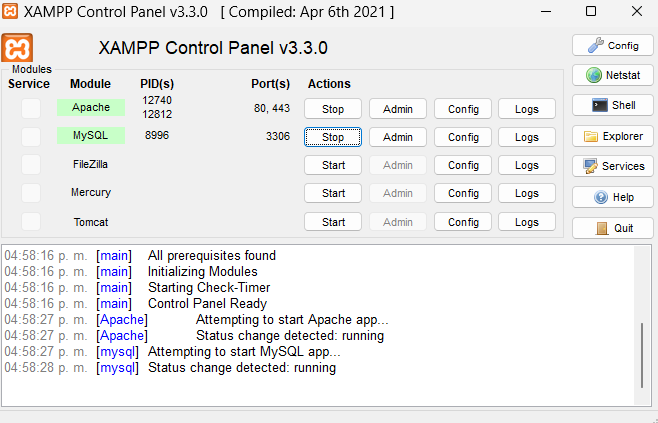 XAMPP Control Panel v3.3.0 [ Compiled: Apr 6th 2021 ]
XAMPP Control Panel v3.3.0
Config
Modules
Service Module PID(s) Port(s) Actions
Netstat
Apache 12740 12812 80, 443 Stop Admin Config Logs
Shell
MySQL 8996 3306 Stop Admin Config Logs
Explorer
FileZilla Start Admin Config Logs
Services
Mercury Start Admin Config Logs
Help
Tomcat Start Admin Config Logs
Quit
04:58:16 p. m. [main] All prerequisites found
04:58:16 p. m. [main] Initializing Modules
04:58:16 p. m. [main] Starting Check-Timer
04:58:16 p. m. [main] Control Panel Ready
04:58:27 p. m. [Apache] Attempting to start Apache app...
04:58:27 p. m. [Apache] Status change detected: running
04:58:27 p. m. [mysql] Attempting to start MySQL app...
04:58:28 p. m. [mysql] Status change detected: running